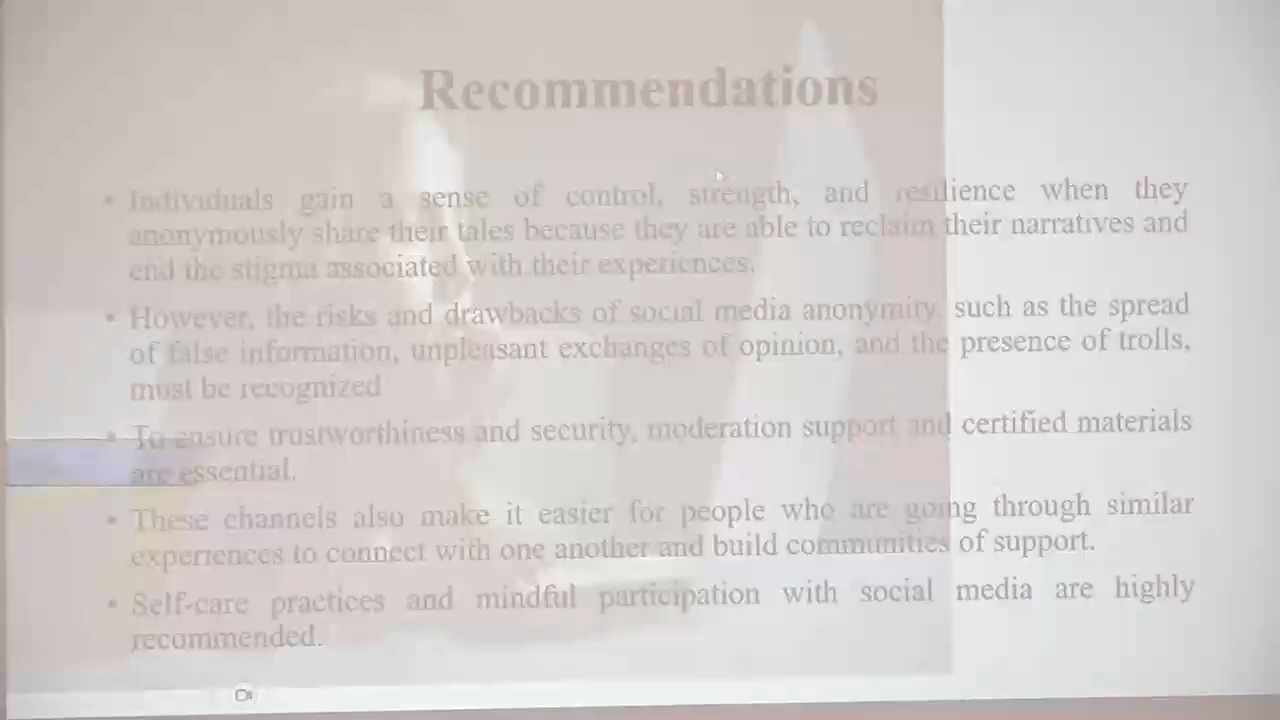 Recommendations
• Individuals gain a sense of control, strength, and resilience when they
anonymously share their tales because they are able to reclaim their narratives and
end the stigma associated with their experiences.
• However, the risks and drawbacks of social media anonymity, such as the spread
of false information, unpleasant exchanges of opinion, and the presence of trolls,
must be recognized
• To ensure trustworthiness and security, moderation support and certified materials
are essential.
• These channels also make it easier for people who are going through similar
experiences to connect with one another and build communities of support.
• Self-care practices and mindful participation with social media are highly
recommended.